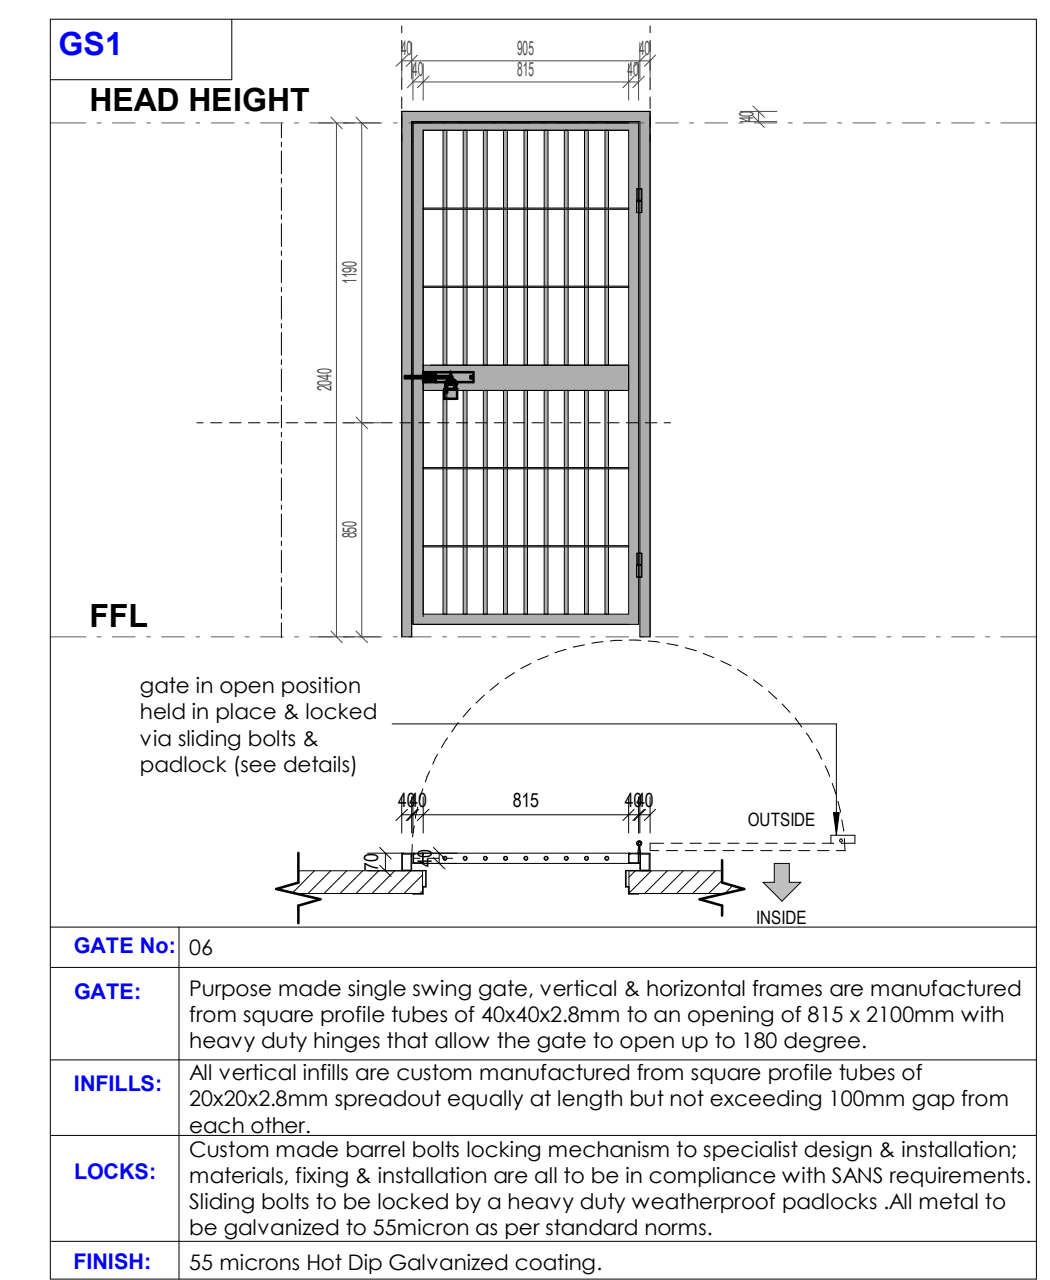 GS1
40 905 40
40 815 40
HEAD HEIGHT
40
1190
2040
850
FFL
gate in open position
held in place & locked
via sliding bolts &
padlock (see details)
40 40 815 40 40
OUTSIDE
70 40
INSIDE
GATE No: 06
GATE: Purpose made single swing gate, vertical & horizontal frames are manufactured
from square profile tubes of 40x40x2.8mm to an opening of 815 x 2100mm with
heavy duty hinges that allow the gate to open up to 180 degree.
INFILLS: All vertical infills are custom manufactured from square profile tubes of
20x20x2.8mm spreadout equally at length but not exceeding 100mm gap from
each other.
LOCKS: Custom made barrel bolts locking mechanism to specialist design & installation;
materials, fixing & installation are all to be in compliance with SANS requirements.
Sliding bolts to be locked by a heavy duty weatherproof padlocks .All metal to
be galvanized to 55micron as per standard norms.
FINISH: 55 microns Hot Dip Galvanized coating.